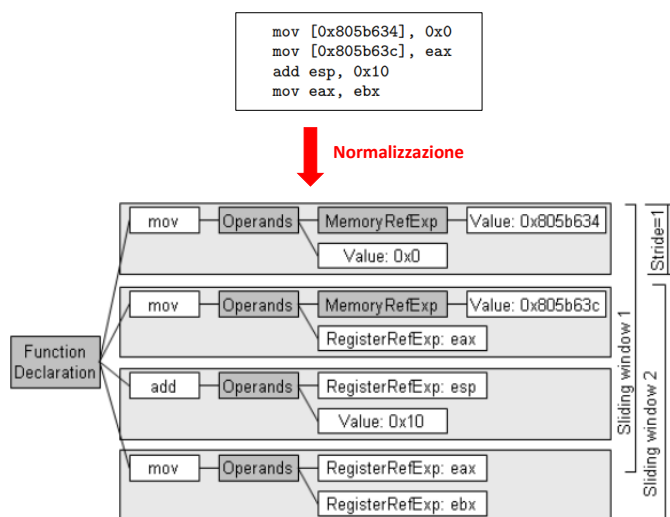 mov [0x805b634], 0x0
mov [0x805b63c], eax
add esp, 0x10
mov eax, ebx
Normalizzazione
mov Operands MemoryRefExp Value: 0x805b634
Value: 0x0
mov Operands MemoryRefExp Value: 0x805b63c
RegisterRefExp: eax
Function
Declaration
add Operands RegisterRefExp: esp
Value: 0x10
mov Operands RegisterRefExp: eax
RegisterRefExp: ebx
Sliding window 1
Stride=1
Sliding window 2